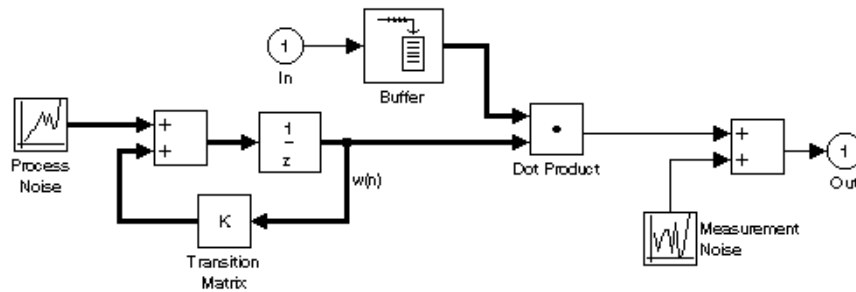 1
In
Buffer
Process
Noise
+
+
1
z
w(n)
K
Transition
Matrix
Dot Product
+
+
Measurement
Noise
1
Out